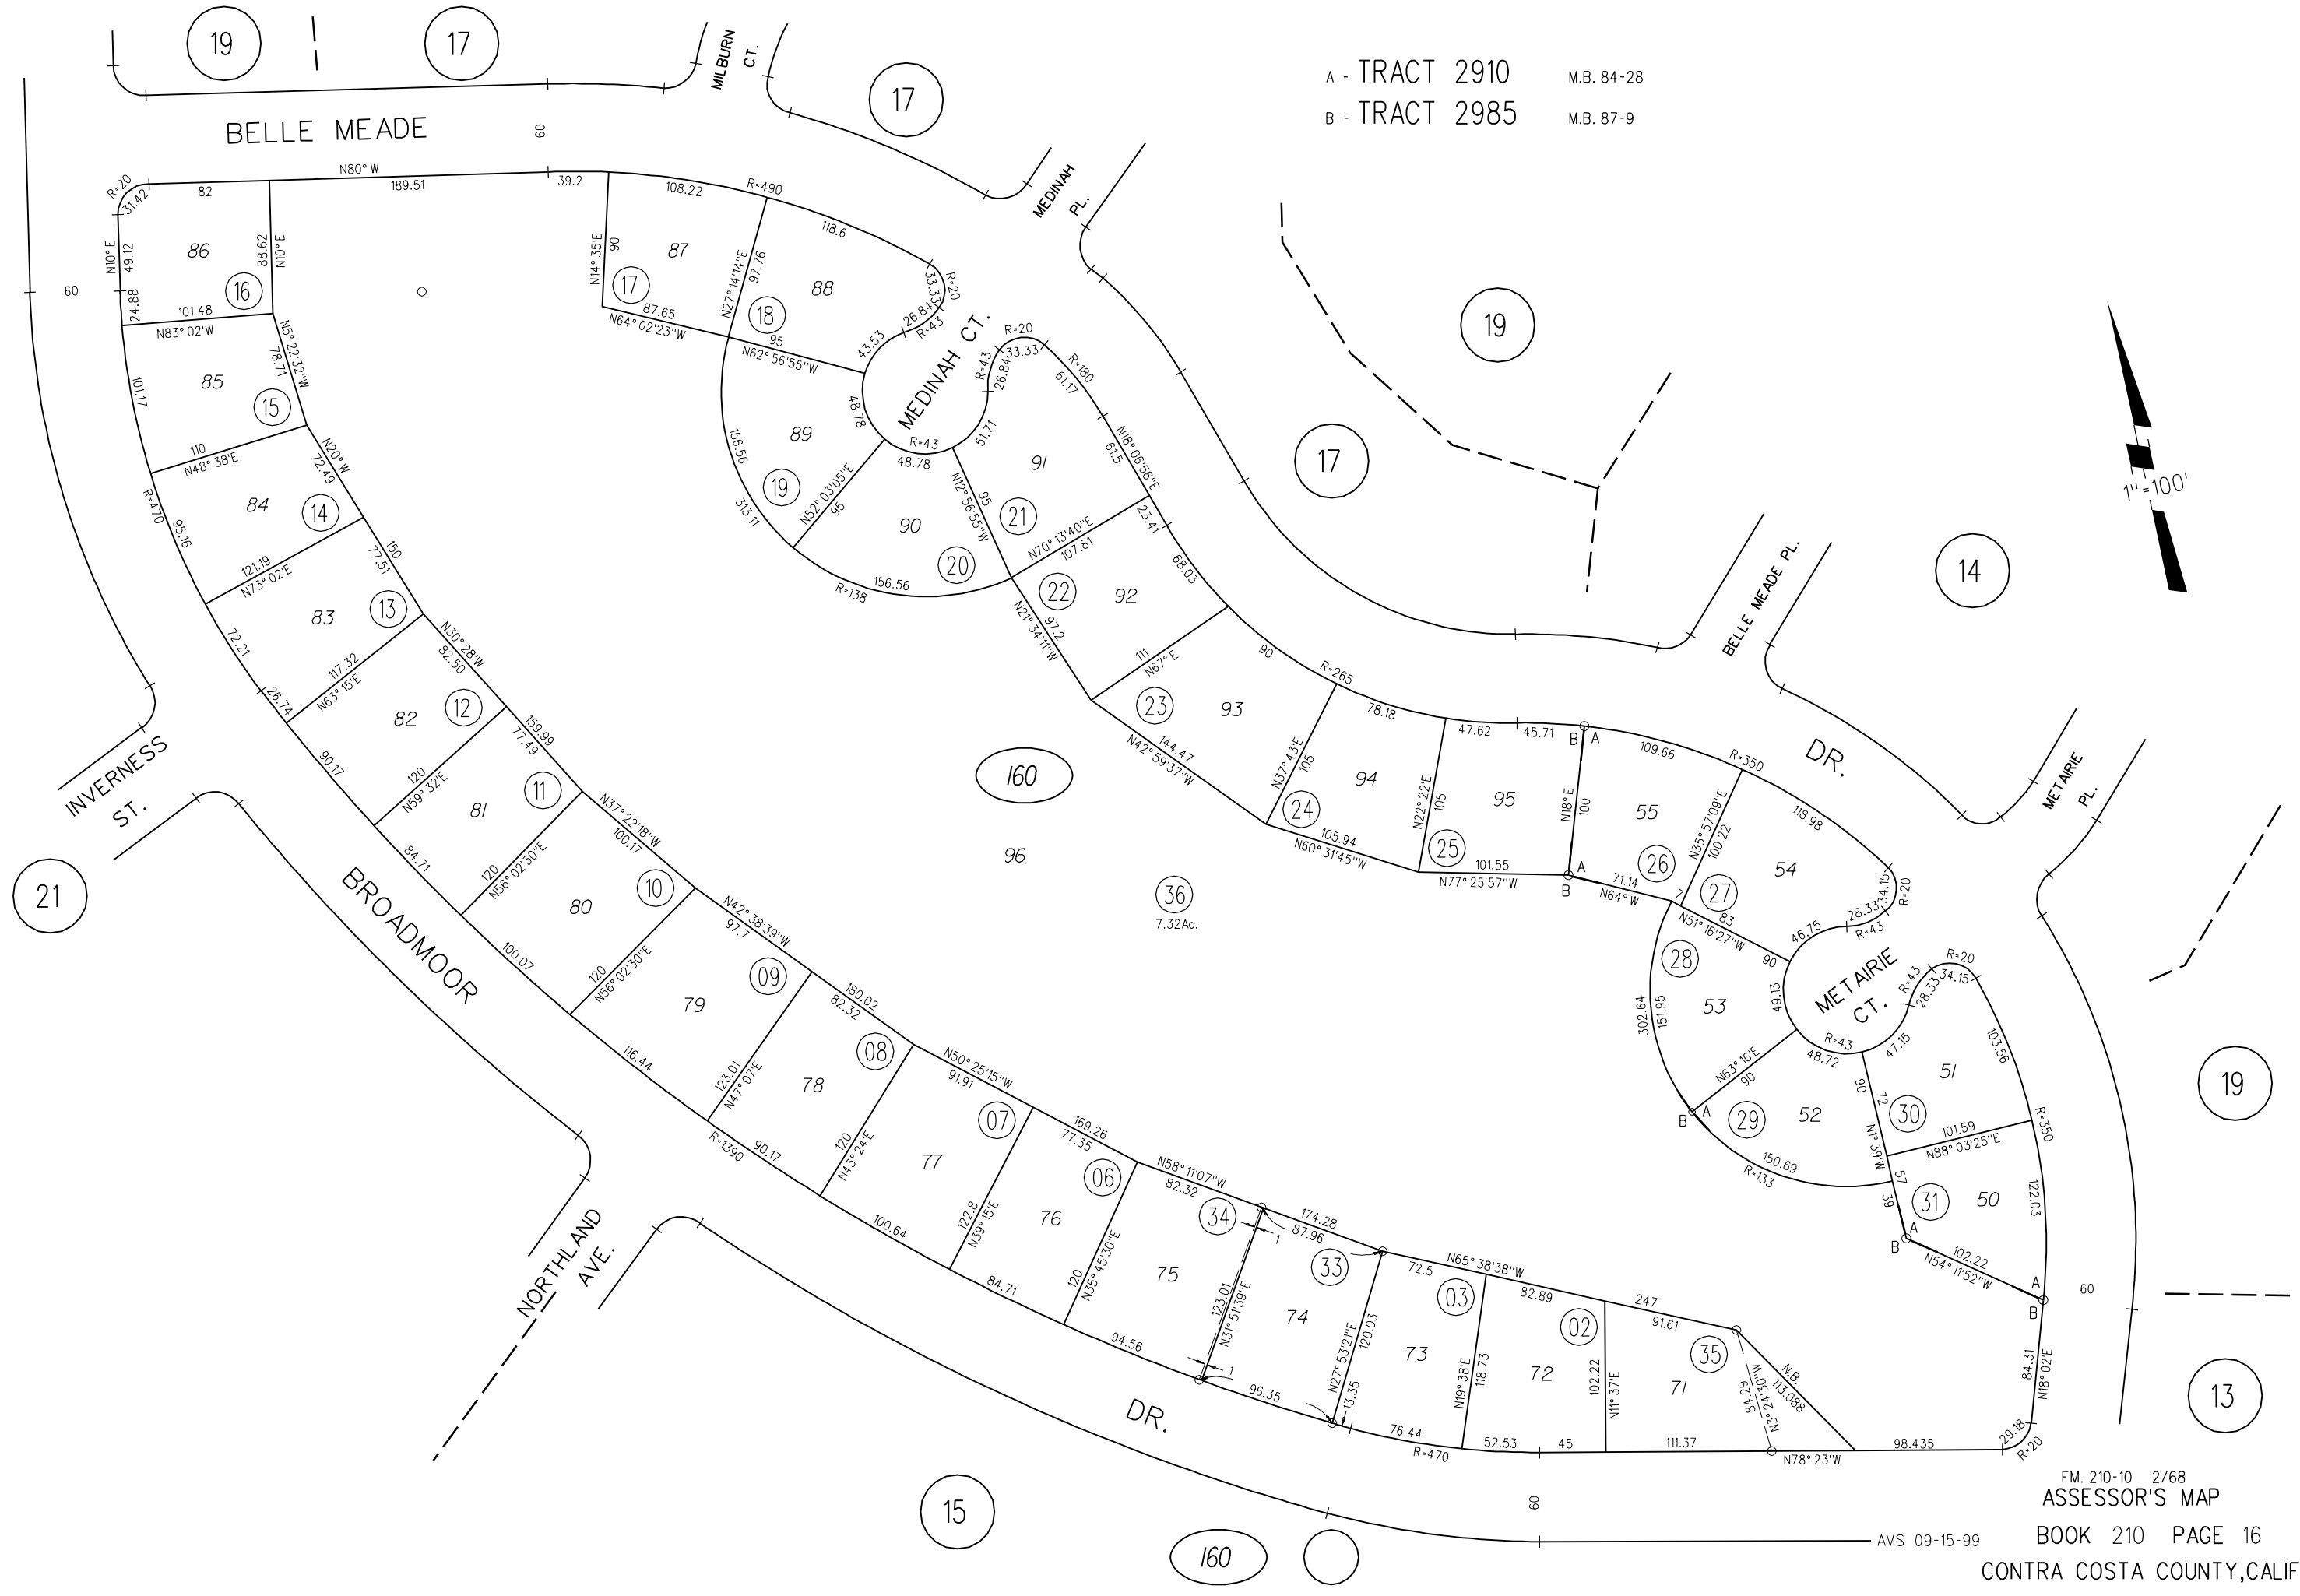 19
17
MILBURN
CT.
17
A - TRACT 2910 M.B. 84-28
B - TRACT 2985 M.B. 87-9
BELLE MEADE
60
MEDINAH
PL.
N80° W
R=20
31.42
82
189.51
39.2
108.22
R=490
118.6
N10° E
49.12
24.88
86
88.62
N10° E
16
60
101.48
N83° 02'W
N14° 35'E
90
87
17
87.65
N64° 02'23"W
N27° 14'14"E
97.76
88
18
95
N62° 56'55"W
33.33
R=20
26.84
R=43
43.53
MEDINAH CT.
R=20
33.33
R=43
26.84
R=180
61.17
19
101.17
85
N5° 22'32"W
78.71
15
110
N48° 38'E
N20° W
72.49
R=470
95.16
84
14
121.19
N73° 02'E
150
77.51
156.56
89
48.78
R=43
48.78
51.71
19
313.11
N52° 03'05"E
95
90
20
156.56
R=138
N12° 56'55"W
95
91
21
N18° 06'58"E
61.5
N70° 13'40"E
107.81
23.41
17
1"=100'
14
72.21
83
13
117.32
N63° 15'E
26.74
N30° 28'W
82.50
22
92
68.03
N21° 34'11"W
97.2
111
N67° E
90
R=265
BELLE MEADE PL.
INVERNESS
ST.
90.17
82
12
159.99
77.49
120
N59° 32'E
160
23
93
144.47
N42° 59'37"W
N37° 43'E
105
78.18
94
24
105.94
N60° 31'45"W
47.62
45.71
B A
N22° 22'E
105
95
25
101.55
N77° 25'57"W
N18° E
100
A
B
109.66
R=350
DR.
METAIRIE
PL.
55
26
71.14
N64° W
7
N35° 57'09"E
100.22
118.98
54
27
83
N51° 16'27"W
90
34.15
R=20
28.33
R=43
46.75
21
84.71
81
11
120
N56° 02'30"E
N37° 22'18"W
100.17
BROADMOOR
100.07
80
10
120
N56° 02'30"E
N42° 38'39"W
97.7
96
36
7.32Ac.
28
302.64
151.95
53
49.13
METAIRIE
CT.
R=43
48.72
47.15
R=43
28.33
R=20
34.15
103.56
116.44
79
09
123.01
N47° 07'E
180.02
82.32
N63° 16'E
90
B A
29
52
90
72
N1° 39'W
51
30
101.59
N88° 03'25"E
R=350
19
R=1390
90.17
78
08
120
N43° 24'E
N50° 25'15"W
91.91
150.69
R=133
57
39
31
50
122.03
A
B
102.22
N54° 11'52"W
A
B
60
NORTHLAND
AVE.
100.64
77
07
122.8
N39° 15'E
169.26
77.35
84.71
76
06
120
N35° 45'30"E
N58° 11'07"W
82.32
94.56
75
34
123.01
N31° 51'39"E
1
1
174.28
87.96
96.35
74
33
N27° 53'21"E
120.03
13.35
72.5
N65° 38'38"W
82.89
73
03
N19° 38'E
118.73
76.44
R=470
52.53
45
72
02
102.22
N11° 37'E
247
91.61
71
35
111.37
84.29
N3° 24'30"W
N.B.
113.088
N78° 23'W
98.435
84.31
N18° 02'E
29.18
R=20
13
DR.
15
60
160
AMS 09-15-99
FM. 210-10 2/68
ASSESSOR'S MAP
BOOK 210 PAGE 16
CONTRA COSTA COUNTY,CALIF